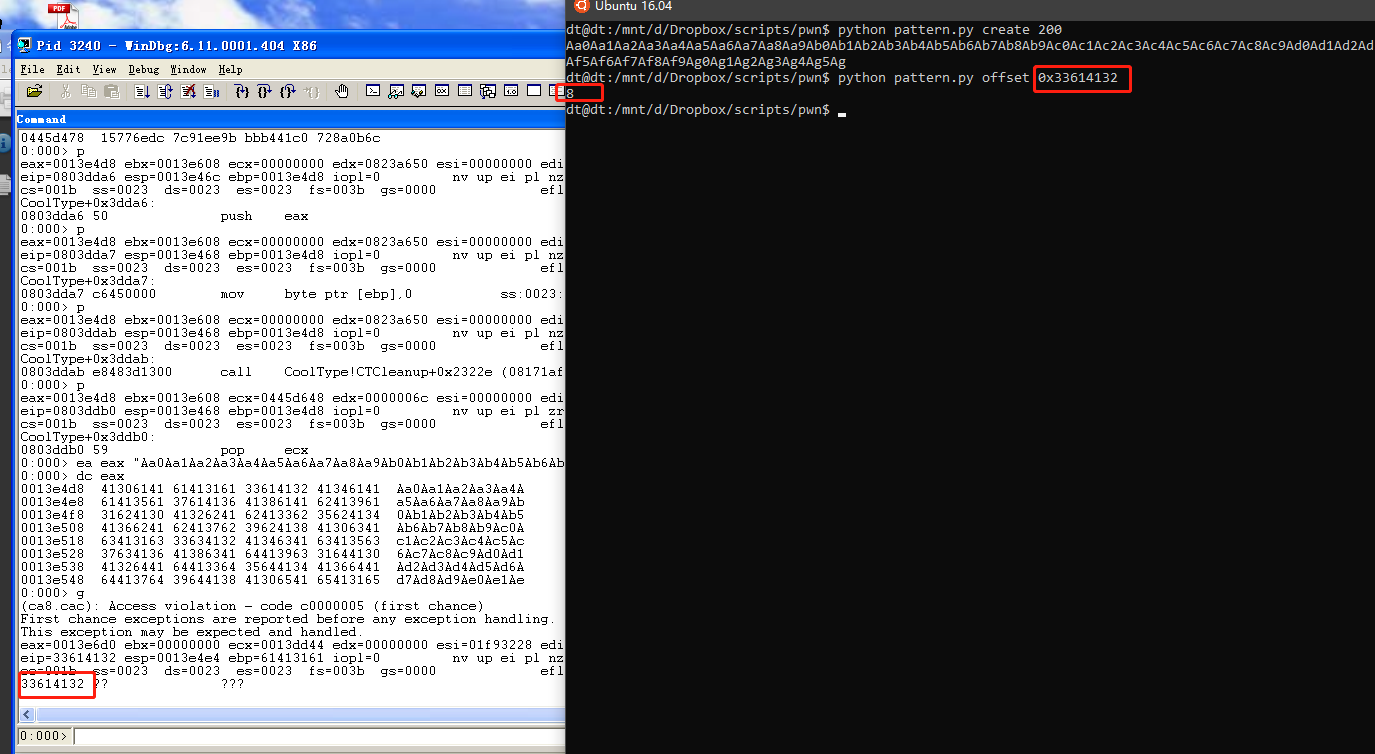 PDF
Adobe
Pid 3240 - WinDbg:6.11.0001.404 X86
File Edit View Debug Window Help
Command
0445d478 15776edc 7c91ee9b bbb441c0 728a0b6c
0:000> p
eax=0013e4d8 ebx=0013e608 ecx=00000000 edx=0823a650 esi=00000000 edi
eip=0803dda6 esp=0013e46c ebp=0013e4d8 iopl=0 nv up ei pl nz
cs=001b ss=0023 ds=0023 es=0023 fs=003b gs=0000 efl
CoolType+0x3dda6:
0803dda6 50 push eax
0:000> p
eax=0013e4d8 ebx=0013e608 ecx=00000000 edx=0823a650 esi=00000000 edi
eip=0803dda7 esp=0013e468 ebp=0013e4d8 iopl=0 nv up ei pl nz
cs=001b ss=0023 ds=0023 es=0023 fs=003b gs=0000 efl
CoolType+0x3dda7:
0803dda7 c6450000 mov byte ptr [ebp],0 ss:0023:
0:000> p
eax=0013e4d8 ebx=0013e608 ecx=00000000 edx=0823a650 esi=00000000 edi
eip=0803ddab esp=0013e468 ebp=0013e4d8 iopl=0 nv up ei pl nz
cs=001b ss=0023 ds=0023 es=0023 fs=003b gs=0000 efl
CoolType+0x3ddab:
0803ddab e8483d1300 call CoolType!CTCleanup+0x2322e (08171af
0:000> p
eax=0013e4d8 ebx=0013e608 ecx=0445d648 edx=0000006c esi=00000000 edi
eip=0803ddb0 esp=0013e468 ebp=0013e4d8 iopl=0 nv up ei pl zr
cs=001b ss=0023 ds=0023 es=0023 fs=003b gs=0000 efl
CoolType+0x3ddb0:
0803ddb0 59 pop ecx
0:000> ea eax "Aa0Aa1Aa2Aa3Aa4Aa5Aa6Aa7Aa8Aa9Ab0Ab1Ab2Ab3Ab4Ab5Ab6Ab
0:000> dc eax
0013e4d8 41306141 61413161 33614132 41346141 Aa0Aa1Aa2Aa3Aa4A
0013e4e8 61413561 37614136 41386141 62413961 a5Aa6Aa7Aa8Aa9Ab
0013e4f8 31624130 41326241 62413362 35624134 0Ab1Ab2Ab3Ab4Ab5
0013e508 41366241 62413762 39624138 41306341 Ab6Ab7Ab8Ab9Ac0A
0013e518 63413163 33634132 41346341 63413563 c1Ac2Ac3Ac4Ac5Ac
0013e528 37634136 41386341 64413963 31644130 6Ac7Ac8Ac9Ad0Ad1
0013e538 41326441 64413364 35644134 41366441 Ad2Ad3Ad4Ad5Ad6A
0013e548 64413764 39644138 41306541 65413165 d7Ad8Ad9Ae0Ae1Ae
0:000> g
(ca8.cac): Access violation - code c0000005 (first chance)
First chance exceptions are reported before any exception handling.
This exception may be expected and handled.
eax=0013e6d0 ebx=00000000 ecx=0013dd44 edx=00000000 esi=01f93228 edi
eip=33614132 esp=0013e4e4 ebp=61413161 iopl=0 nv up ei pl nz
cs=001b ss=0023 ds=0023 es=0023 fs=003b gs=0000 efl
33614132 ?? ???
0:000>
Ubuntu 16.04
dt@dt:/mnt/d/Dropbox/scripts/pwn$ python pattern.py create 200
Aa0Aa1Aa2Aa3Aa4Aa5Aa6Aa7Aa8Aa9Ab0Ab1Ab2Ab3Ab4Ab5Ab6Ab7Ab8Ab9Ac0Ac1Ac2Ac3Ac4Ac5Ac6Ac7Ac8Ac9Ad0Ad1Ad2Ad
Af5Af6Af7Af8Af9Ag0Ag1Ag2Ag3Ag4Ag5Ag
dt@dt:/mnt/d/Dropbox/scripts/pwn$ python pattern.py offset 0x33614132
8
dt@dt:/mnt/d/Dropbox/scripts/pwn$